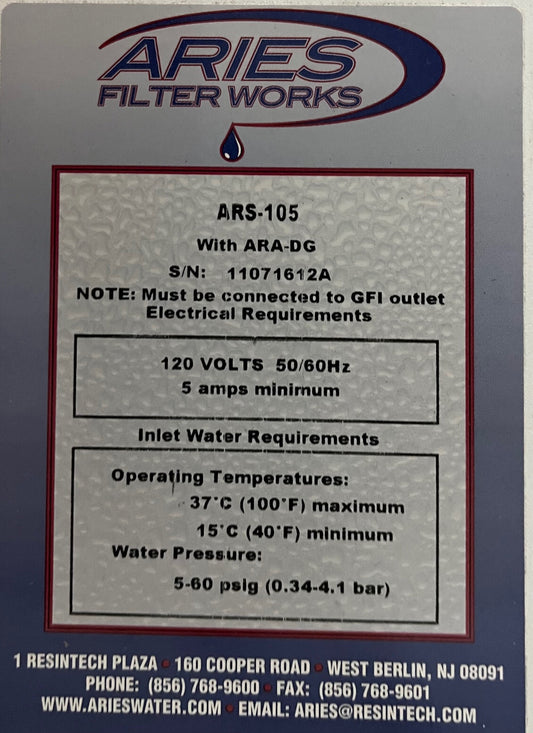 ARIES
FILTER WORKS
ARS-105
With ARA-DG
S/N: 11071612A
NOTE: Must be connected to GFI outlet
Electrical Requirements
120 VOLTS 50/60Hz
5 amps minimum
Inlet Water Requirements
Operating Temperatures:
37°C (100°F) maximum
15°C (40°F) minimum
Water Pressure:
5-60 psig (0.34-4.1 bar)
1 RESINTECH PLAZA • 160 COOPER ROAD • WEST BERLIN, NJ 08091
PHONE: (856) 768-9600 • FAX: (856) 768-9601
WWW.ARIESWATER.COM • EMAIL: ARIES@RESINTECH.COM